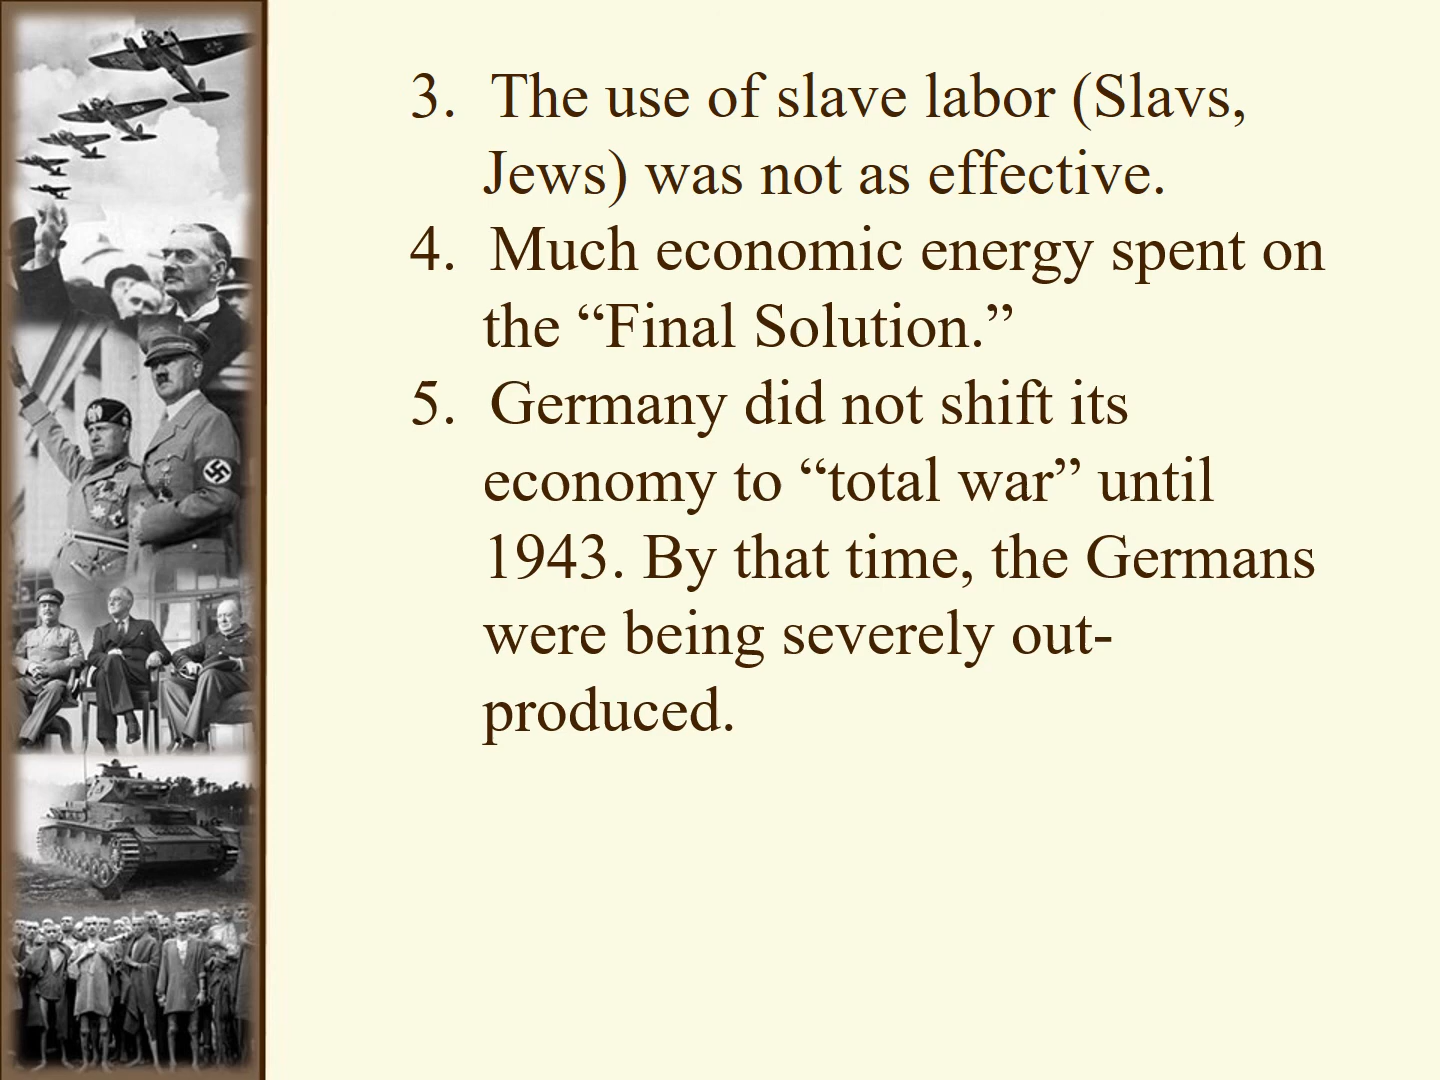 3. The use of slave labor (Slavs,
Jews) was not as effective.
4. Much economic energy spent on
the “Final Solution.”
5. Germany did not shift its
economy to “total war” until
1943. By that time, the Germans
were being severely out-
produced.